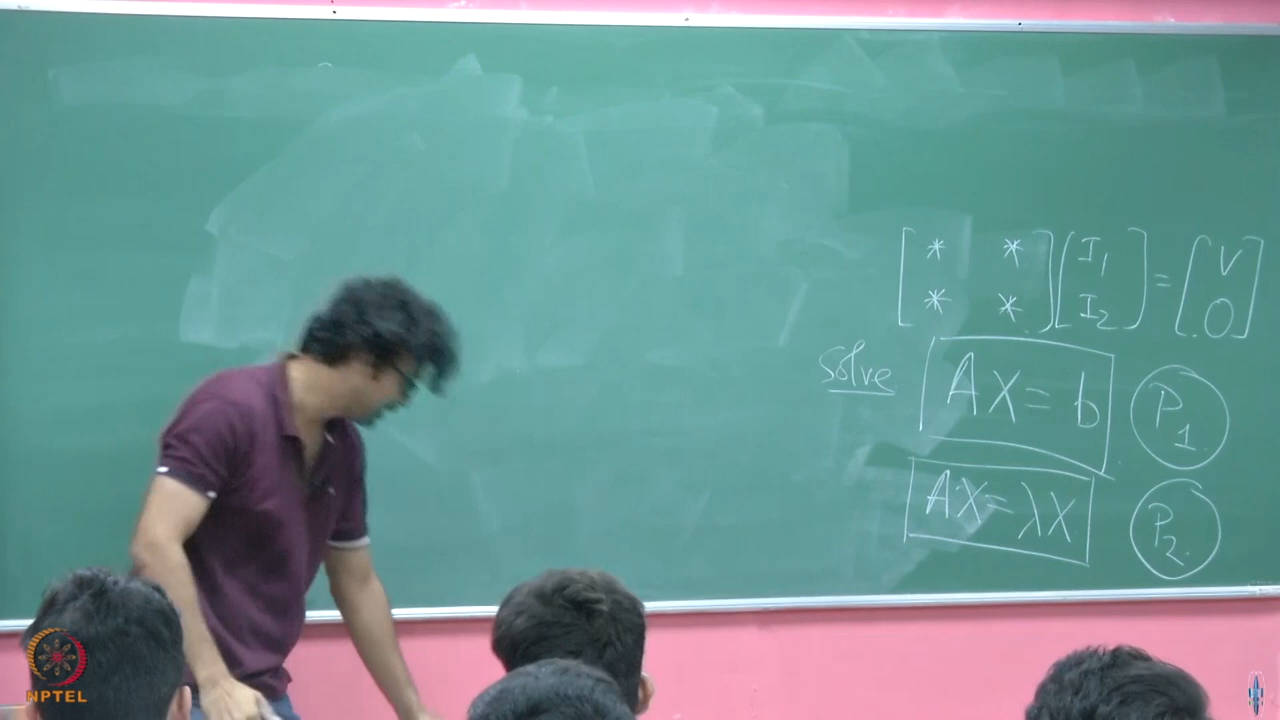 [* *
* *] [I₁
I₂] = [V
0]
solve AX = b P₁
AX = λX P₂.
NPTEL